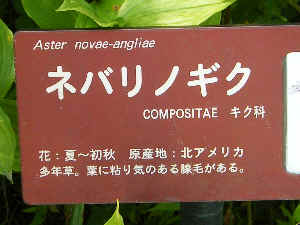 Aster novae-angliae
ネバリノギク
COMPOSITAE キク科
花：夏〜初秋 原産地：北アメリカ
多年草。葉に粘り気のある腺毛がある。